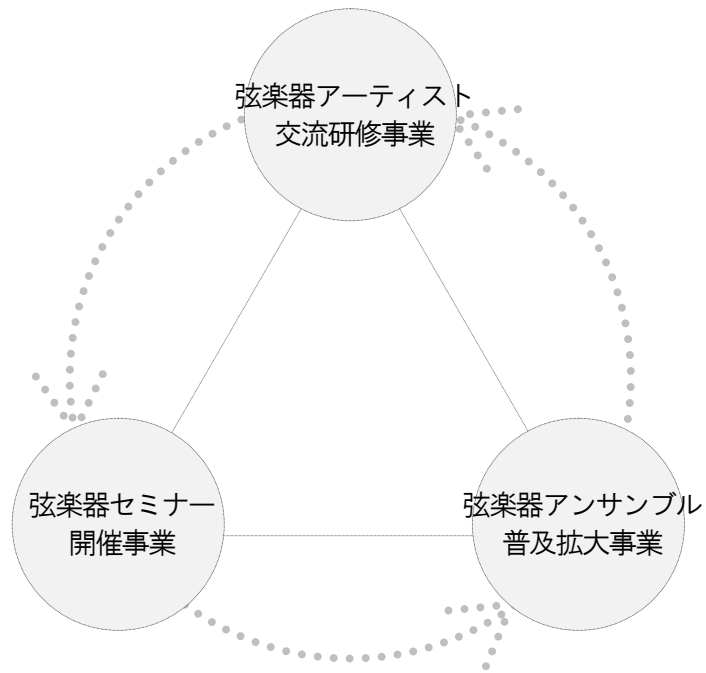 弦楽器アーティスト
交流研修事業
弦楽器セミナー
開催事業
弦楽器アンサンブル
普及拡大事業